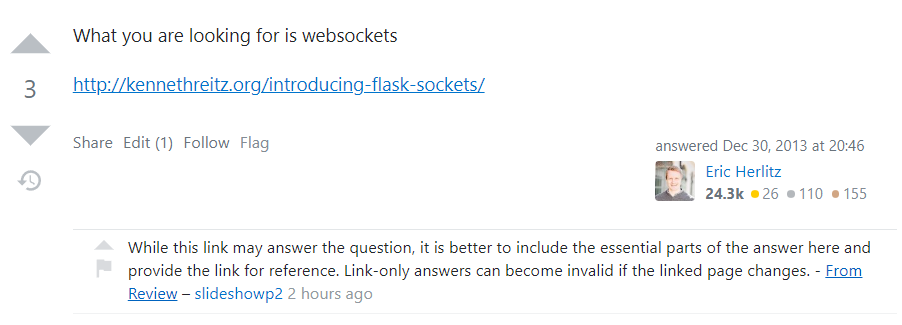 What you are looking for is websockets
3
http://kennethreitz.org/introducing-flask-sockets/
Share Edit (1) Follow Flag
answered Dec 30, 2013 at 20:46
Eric Herlitz
24.3k 26 110 155
While this link may answer the question, it is better to include the essential parts of the answer here and
provide the link for reference. Link-only answers can become invalid if the linked page changes. - From
Review – slideshowp2 2 hours ago